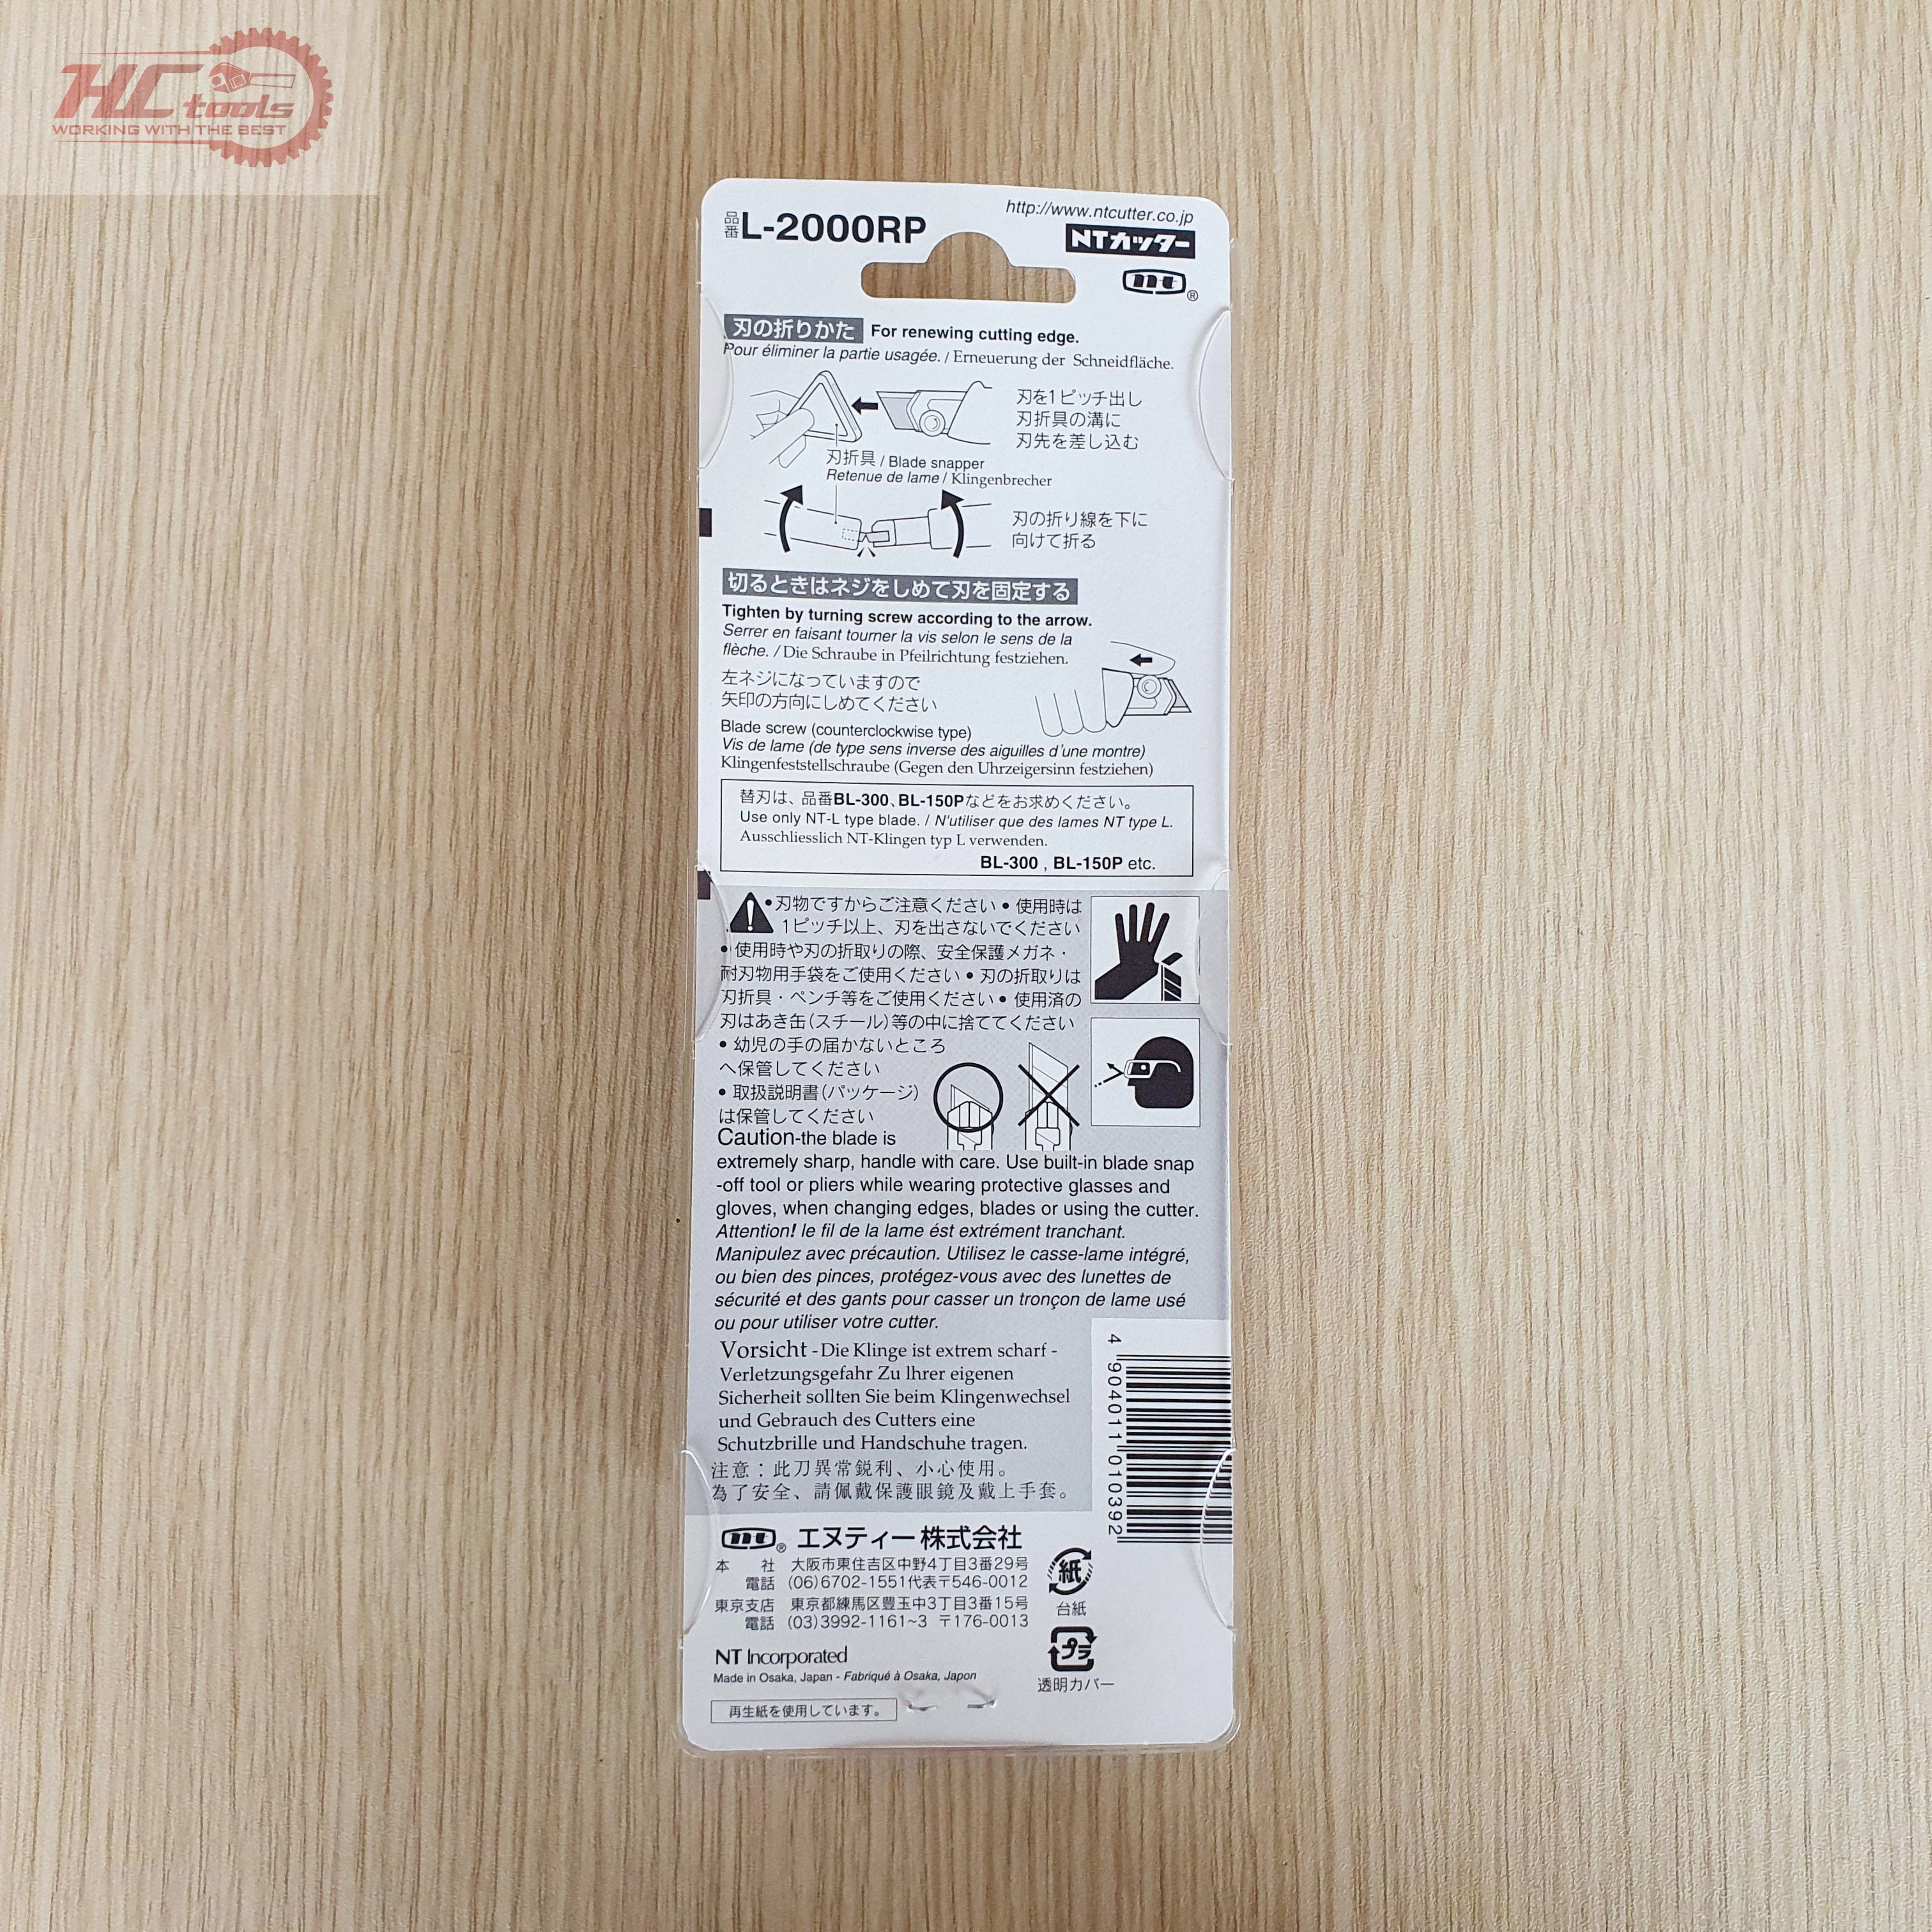 HC tools
WORKING WITH THE BEST
品番 L-2000RP
http://www.ntcutter.co.jp
NTカッター
nt ®
刃の折りかた For renewing cutting edge.
Pour éliminer la partie usagée. / Erneuerung der Schneidfläche.
刃を1ピッチ出し
刃折具の溝に
刃先を差し込む
刃折具 / Blade snapper
Retenue de lame / Klingenbrecher
刃の折り線を下に
向けて折る
切るときはネジをしめて刃を固定する
Tighten by turning screw according to the arrow.
Serrer en faisant tourner la vis selon le sens de la
flèche. / Die Schraube in Pfeilrichtung festziehen.
左ネジになっていますので
矢印の方向にしめてください
Blade screw (counterclockwise type)
Vis de lame (de type sens inverse des aiguilles d'une montre)
Klingenfeststellschraube (Gegen den Uhrzeigersinn festziehen)
替刃は、品番BL-300、BL-150Pなどをお求めください。
Use only NT-L type blade. / N'utiliser que des lames NT type L.
Ausschliesslich NT-Klingen typ L verwenden.
BL-300 , BL-150P etc.
•刃物ですからご注意ください • 使用時は
1ピッチ以上、刃を出さないでください
• 使用時や刃の折取りの際、安全保護メガネ・
耐刃物用手袋をご使用ください • 刃の折取りは
刃折具・ペンチ等をご使用ください • 使用済の
刃はあき缶(スチール)等の中に捨ててください
• 幼児の手の届かないところ
へ保管してください
• 取扱説明書(パッケージ)
は保管してください
Caution-the blade is
extremely sharp, handle with care. Use built-in blade snap
-off tool or pliers while wearing protective glasses and
gloves, when changing edges, blades or using the cutter.
Attention! le fil de la lame ést extrément tranchant.
Manipulez avec précaution. Utilisez le casse-lame intégré,
ou bien des pinces, protégez-vous avec des lunettes de
sécurité et des gants pour casser un tronçon de lame usé
ou pour utiliser votre cutter.
Vorsicht - Die Klinge ist extrem scharf -
Verletzungsgefahr Zu lhrer eigenen
Sicherheit sollten Sie beim Klingenwechsel
und Gebrauch des Cutters eine
Schutzbrille und Handschuhe tragen.
注意：此刀異常鋭利、小心使用。
為了安全、請佩戴保護眼鏡及戴上手套。
4 904011 010392
nt ® エヌティー株式会社
本 社 大阪市東住吉区中野4丁目3番29号
電話 (06)6702-1551代表〒546-0012
東京支店 東京都練馬区豊玉中3丁目3番15号
電話 (03)3992-1161~3 〒176-0013
紙
台紙
NT Incorporated
Made in Osaka, Japan - Fabriqué à Osaka, Japon
プラ
透明カバー
再生紙を使用しています。